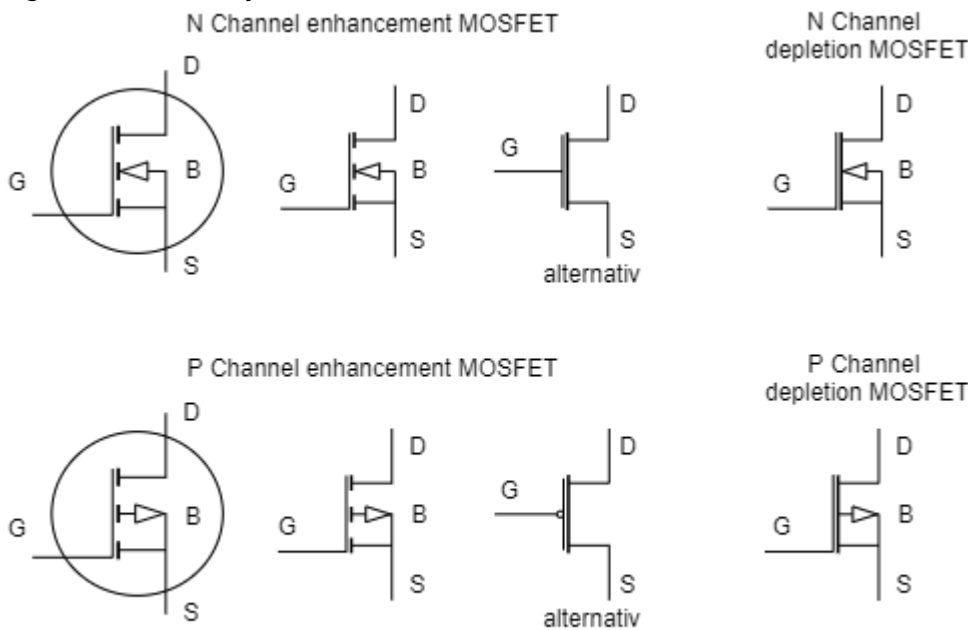 N Channel enhancement MOSFET
N Channel
depletion MOSFET
D
G
B
S
D
G
B
S
D
G
S
alternativ
D
G
B
S
P Channel enhancement MOSFET
P Channel
depletion MOSFET
D
G
B
S
D
G
B
S
D
G
S
alternativ
D
G
B
S